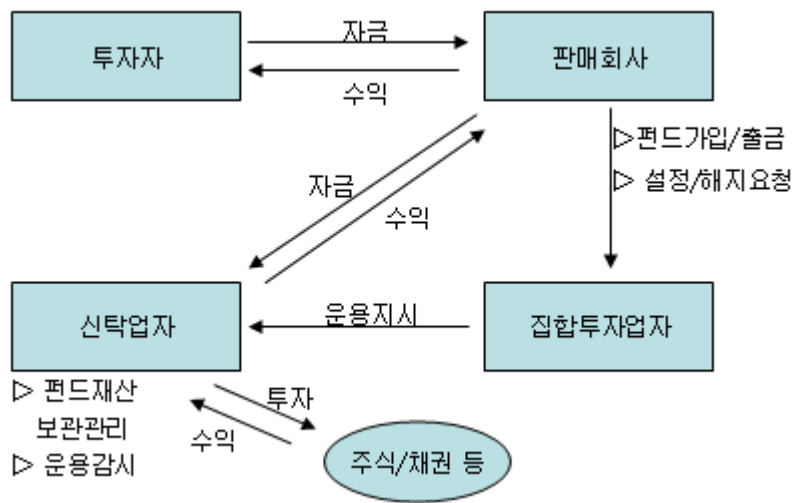 자금
투자자
판매회사
수익
▷펀드가입/출금
▷ 설정/해지요청
자금
수익
신탁업자
운용지시
집합투자업자
▷ 펀드재산
보관관리
▷ 운용감시
투자
수익
주식/채권 등